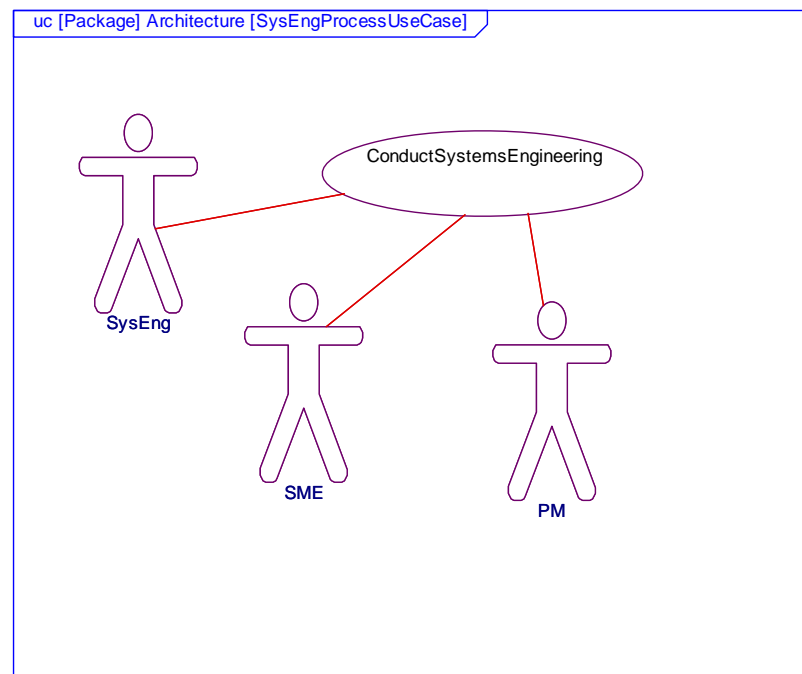 uc [Package] Architecture [SysEngProcessUseCase]
ConductSystemsEngineering
SysEng
SME
PM